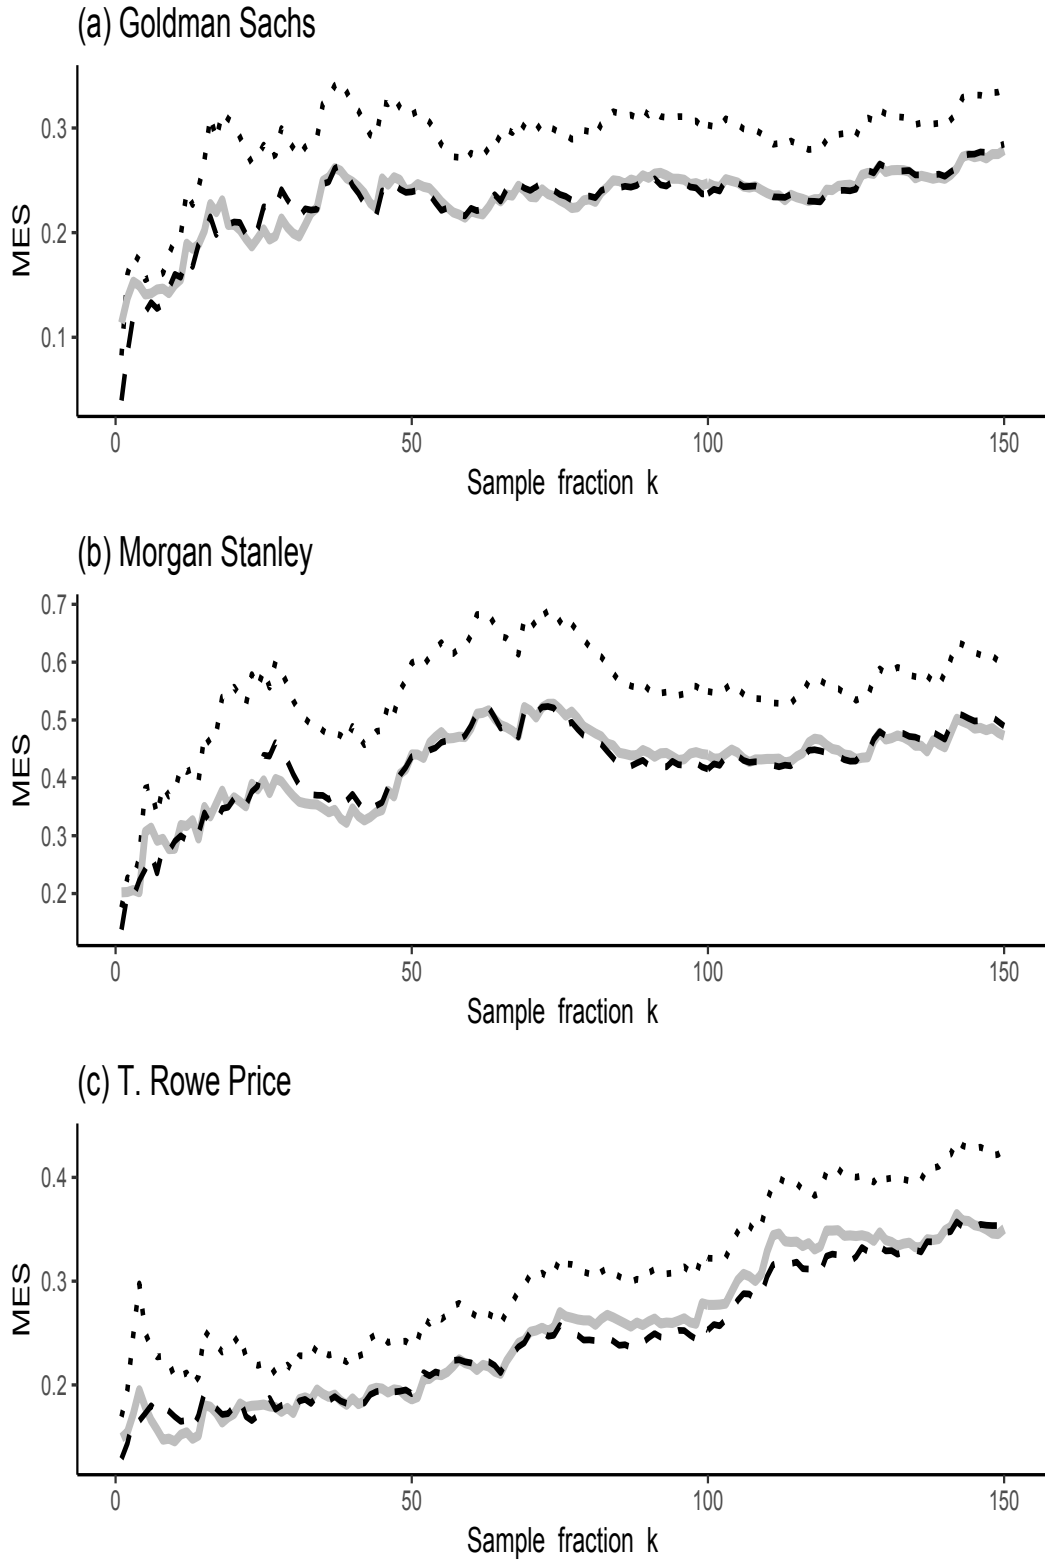 (a) Goldman Sachs
0.3
0.2
0.1
MES
0 50 100 150
Sample fraction k
(b) Morgan Stanley
0.7
0.6
0.5
0.4
0.3
0.2
MES
0 50 100 150
Sample fraction k
(c) T. Rowe Price
0.4
0.3
0.2
MES
0 50 100 150
Sample fraction k